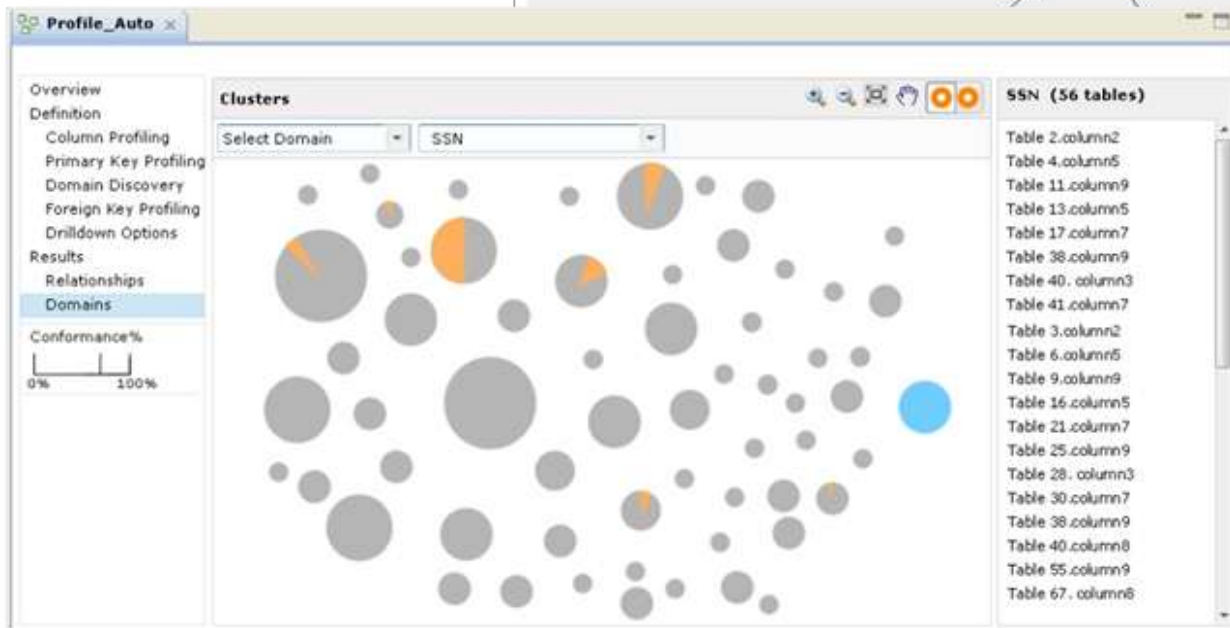 Profile_Auto
Overview
Definition
Column Profiling
Primary Key Profiling
Domain Discovery
Foreign Key Profiling
Drilldown Options
Results
Relationships
Domains
Conformance%
0% 100%
Clusters
Select Domain SSN
SSN (56 tables)
Table 2.column2
Table 4.column5
Table 11.column9
Table 13.column5
Table 17.column7
Table 38.column9
Table 40. column3
Table 41.column7
Table 3.column2
Table 6.column5
Table 9.column9
Table 16.column5
Table 21.column7
Table 25.column9
Table 28. column3
Table 30.column7
Table 38.column9
Table 40.column8
Table 55.column9
Table 67. column8